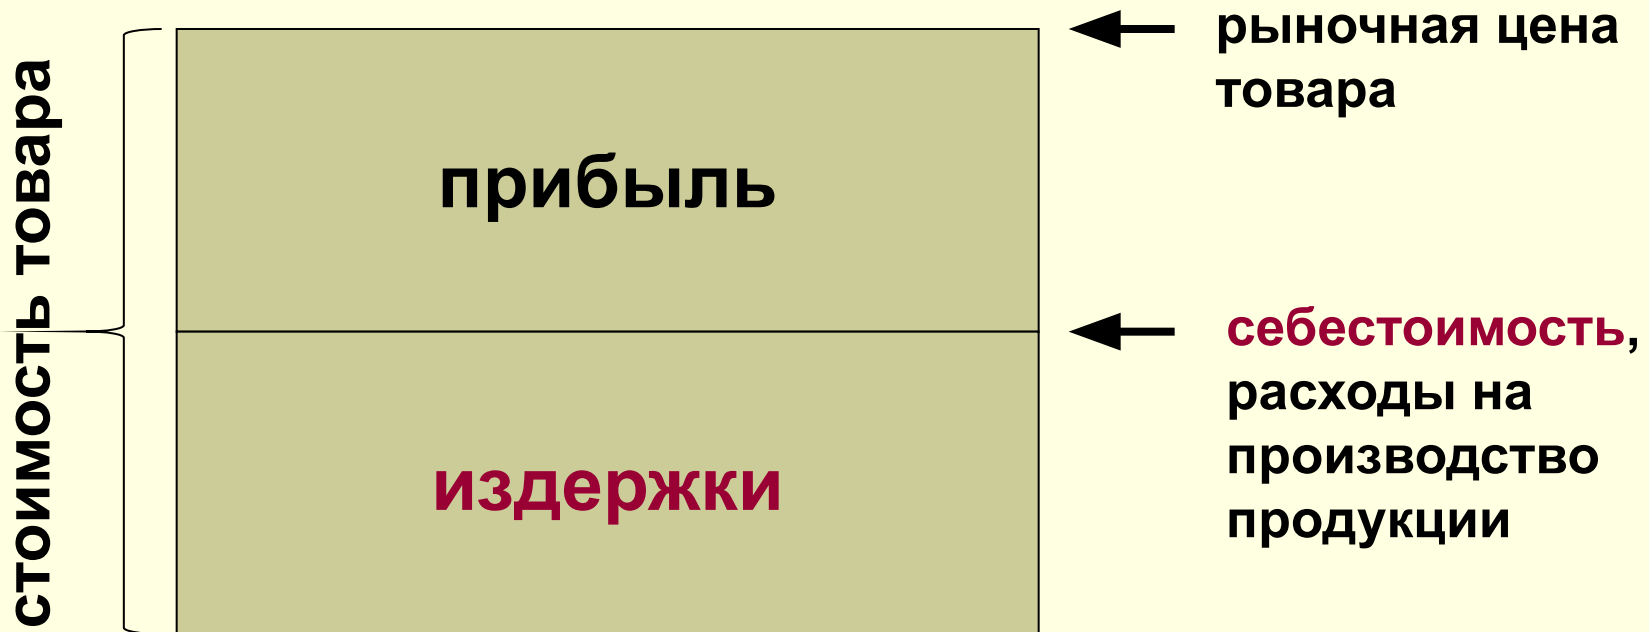 стоимость товара
прибыль
издержки
рыночная цена
товара
себестоимость,
расходы на
производство
продукции